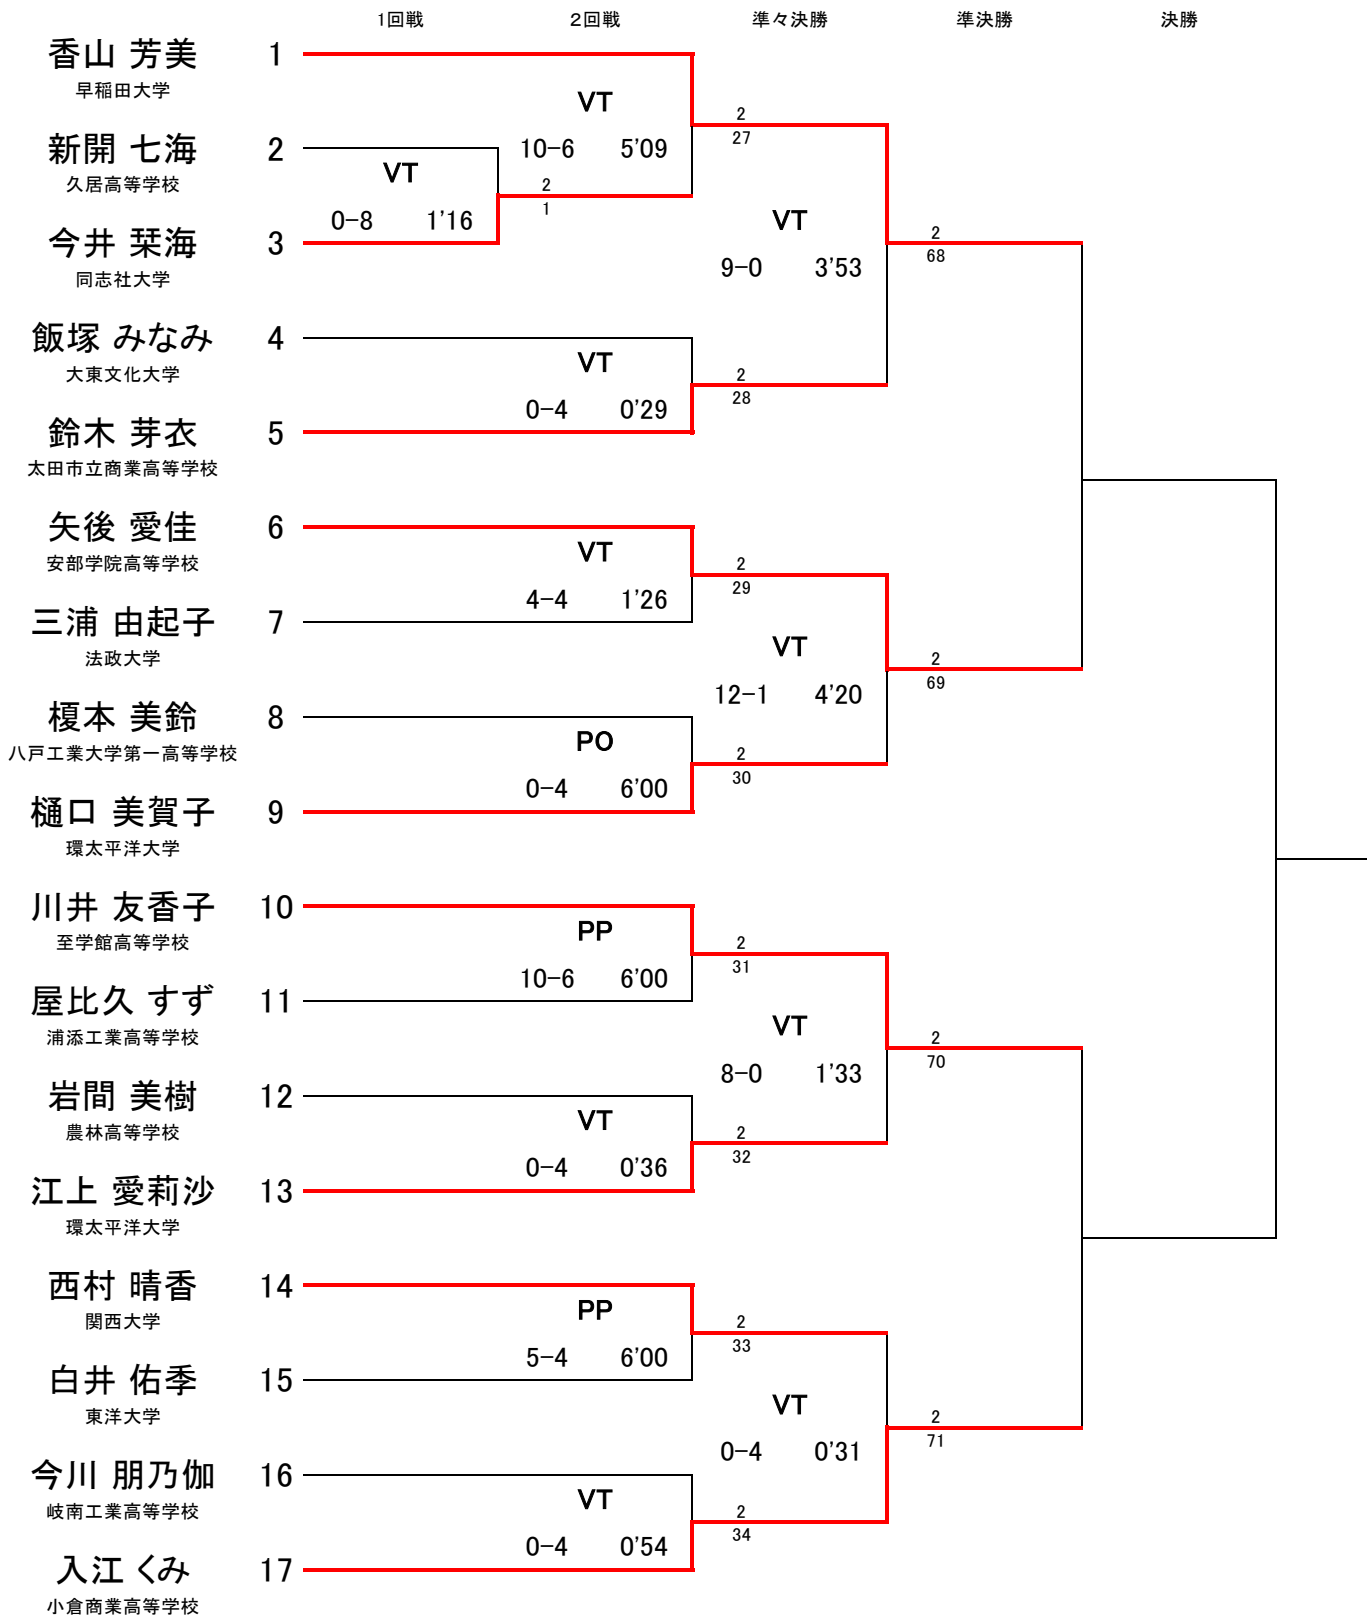 1回戦 2回戦 準々決勝 準決勝 決勝
香山 芳美 1
早稲田大学
VT
10-6 5'09
2
27
新開 七海 2
久居高等学校
VT
0-8 1'16
2
1
今井 栞海 3
同志社大学
VT
9-0 3'53
2
68
飯塚 みなみ 4
大東文化大学
VT
0-4 0'29
2
28
鈴木 芽衣 5
太田市立商業高等学校
矢後 愛佳 6
安部学院高等学校
VT
4-4 1'26
2
29
三浦 由起子 7
法政大学
VT
12-1 4'20
2
69
榎本 美鈴 8
八戸工業大学第一高等学校
PO
0-4 6'00
2
30
樋口 美賀子 9
環太平洋大学
川井 友香子 10
至学館高等学校
PP
10-6 6'00
2
31
屋比久 すず 11
浦添工業高等学校
VT
8-0 1'33
2
70
岩間 美樹 12
農林高等学校
VT
0-4 0'36
2
32
江上 愛莉沙 13
環太平洋大学
西村 晴香 14
関西大学
PP
5-4 6'00
2
33
白井 佑季 15
東洋大学
VT
0-4 0'31
2
71
今川 朋乃伽 16
岐南工業高等学校
VT
0-4 0'54
2
34
入江 くみ 17
小倉商業高等学校